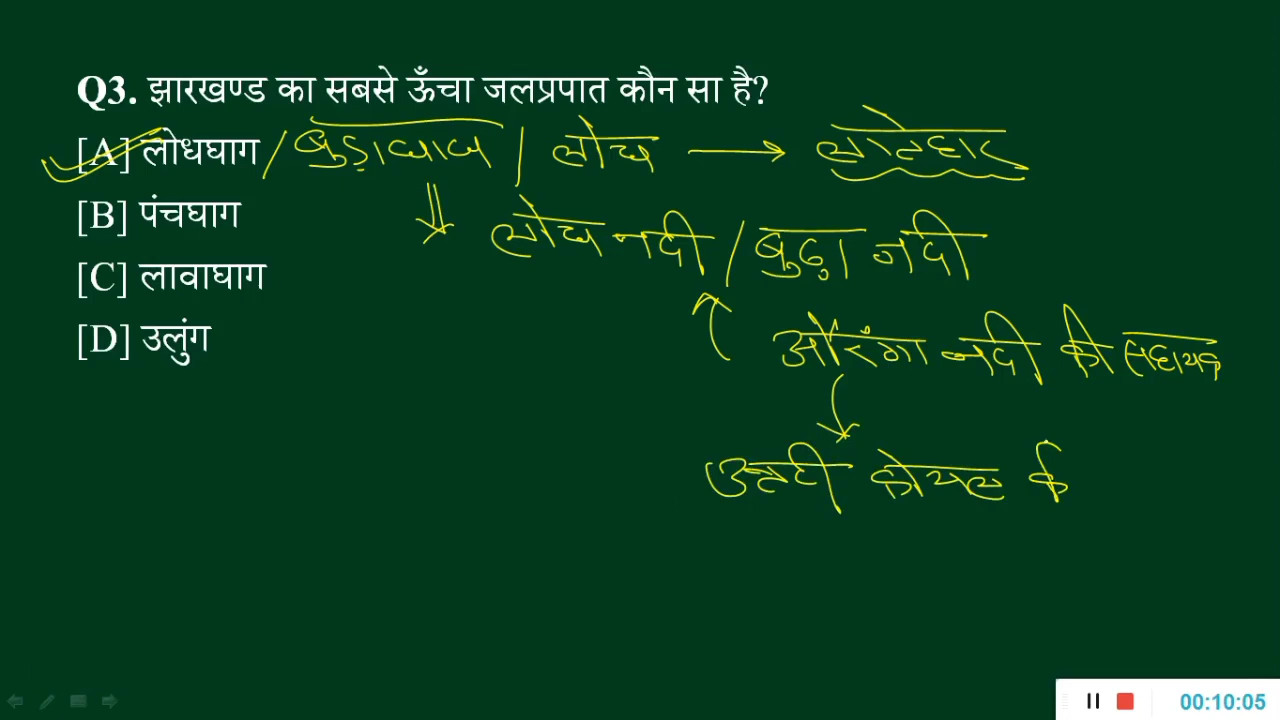 Q3. झारखण्ड का सबसे ऊँचा जलप्रपात कौन सा है?
[A] लोधघाग / बुड़ाघाघ / लोध → लातेहार
[B] पंचघाग
लोध नदी / बुढ़ा नदी
[C] लावाघाग
[D] उलुंग
औरंगा नदी की सहायक
उत्तरी कोयल की
00:10:05